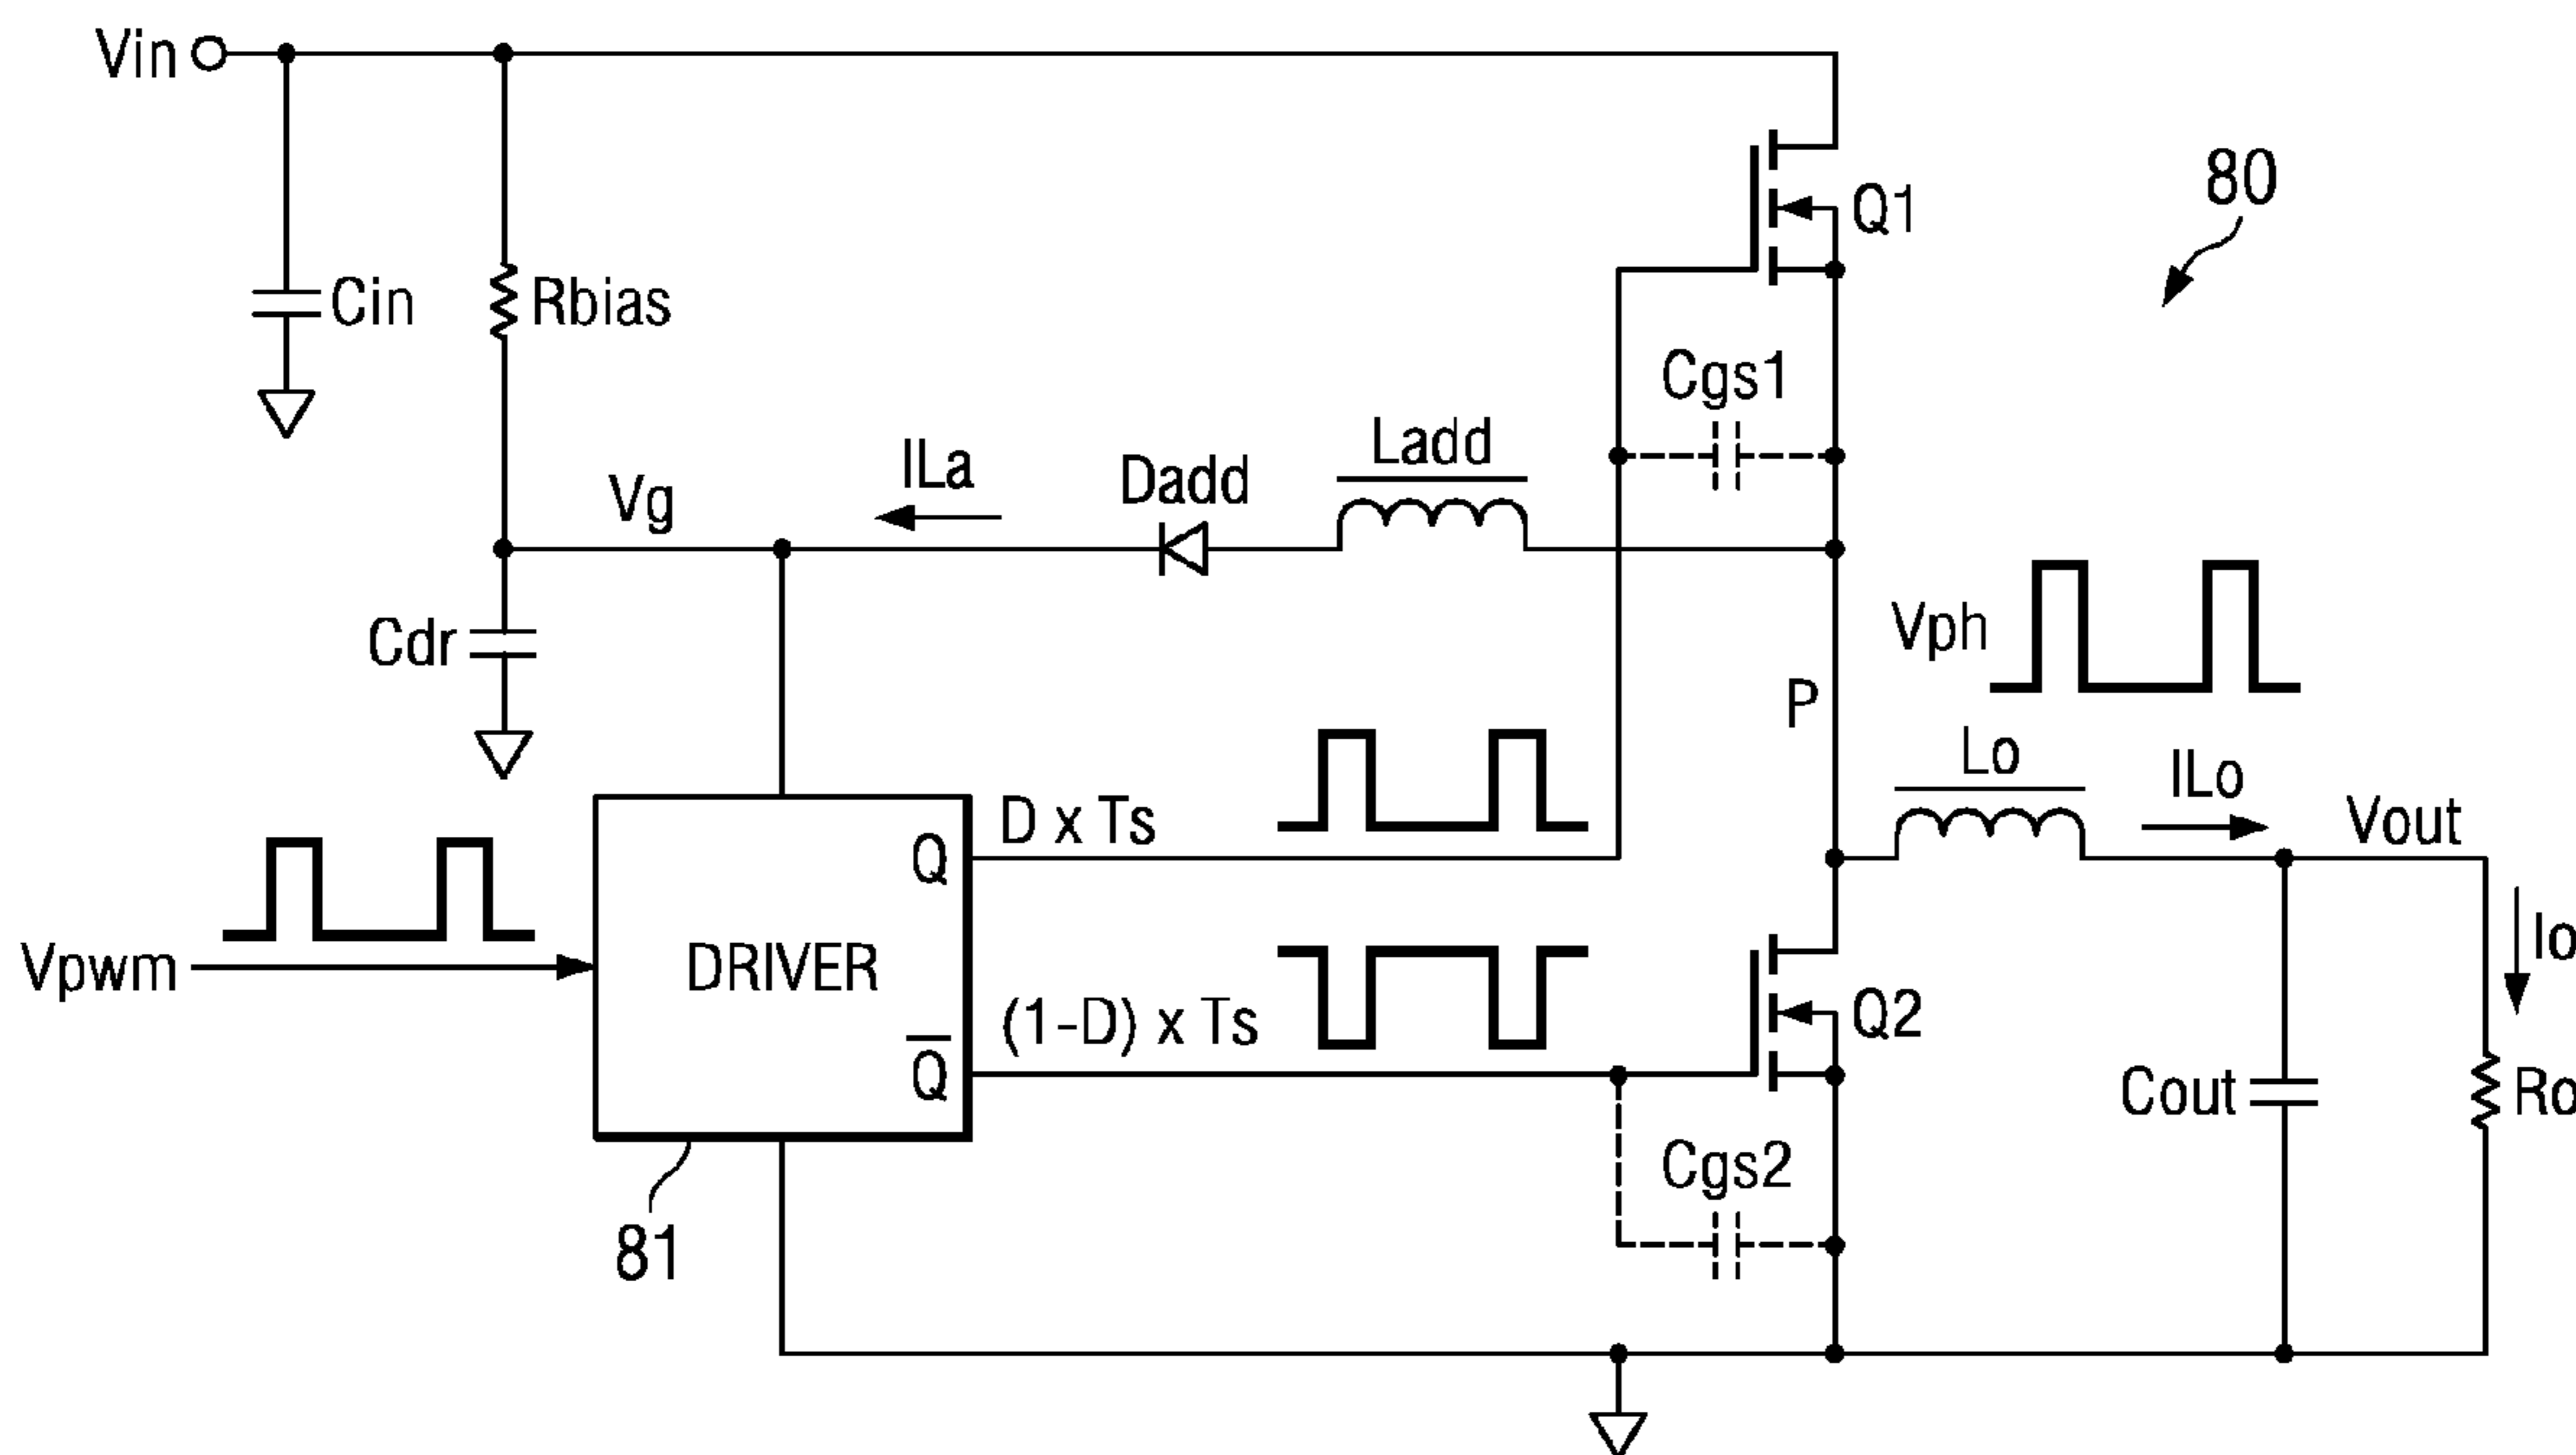 Vin
Q1
80
Cin
Rbias
Cgs1
Ladd
ILa
Dadd
Vg
Vph
Cdr
P
Lo
ILo
Vout
D x Ts
Q
Io
Vpwm
DRIVER
(1-D) x Ts
Q2
Q
Cout
Ro
Cgs2
81